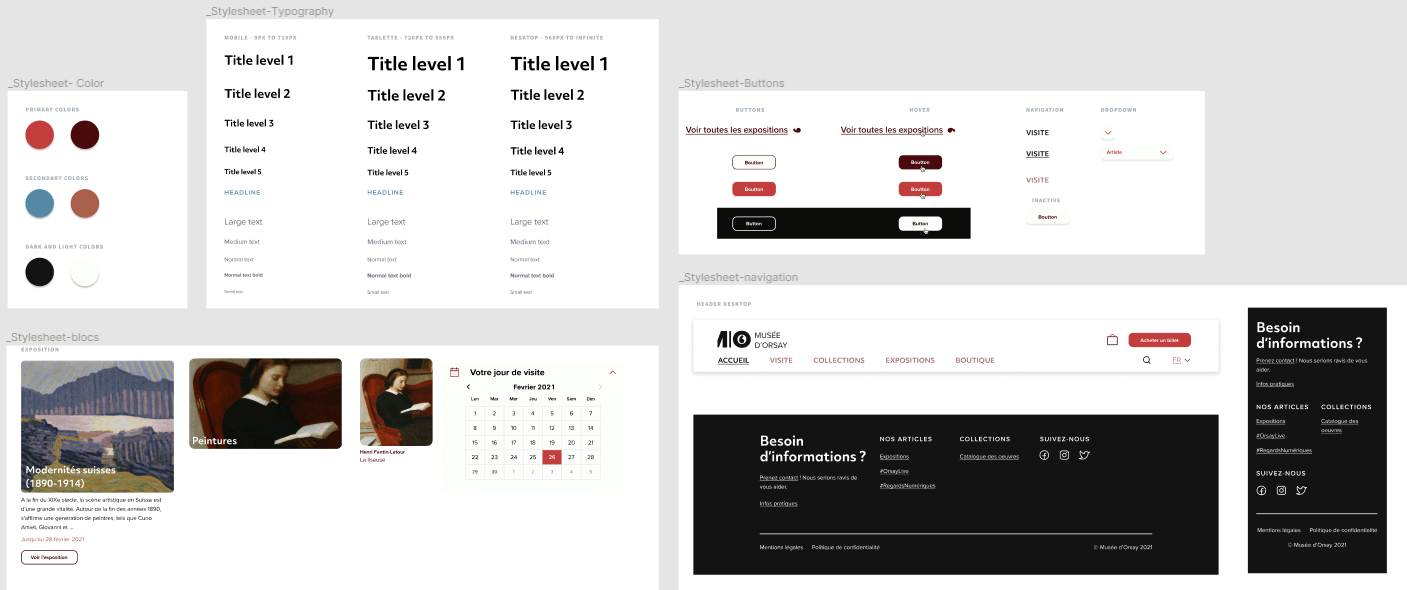 _Stylesheet-Typography
MOBILE - 0PX TO 719PX
TABLETTE - 720PX TO 959PX
DESKTOP - 960PX TO INFINITE
Title level 1
Title level 1
Title level 1
Title level 2
Title level 2
Title level 2
Title level 3
Title level 3
Title level 3
Title level 4
Title level 4
Title level 4
Title level 5
Title level 5
Title level 5
HEADLINE
HEADLINE
HEADLINE
Large text
Large text
Large text
Medium text
Medium text
Medium text
Normal text
Normal text
Normal text
Normal text bold
Normal text bold
Normal text bold
Small text
Small text
Small text
_Stylesheet- Color
PRIMARY COLORS
SECONDARY COLORS
DARK AND LIGHT COLORS
_Stylesheet-Buttons
BUTTONS
HOVER
NAVIGATION
DROPDOWN
Voir toutes les expositions
Voir toutes les expositions
VISITE
Boutton
Boutton
VISITE
Artiste
Boutton
Boutton
VISITE
INACTIVE
Boutton
Button
Button
_Stylesheet-blocs
EXPOSITION
Modernités suisses
(1890-1914)
A la fin du XIXe siècle, la scène artistique en Suisse est
d'une grande vitalité. Autour de la fin des années 1890,
s'affirme une génération de peintres, tels que Cuno
Amiet, Giovanni et ...
Jusqu'au 28 février 2021
Voir l'exposition
Peintures
Henri Fantin-Latour
La liseuse
Votre jour de visite
Fevrier 2021
Lun Mar Mer Jeu Ven Sam Dim
1 2 3 4 5 6 7
8 9 10 11 12 13 14
15 16 17 18 19 20 21
22 23 24 25 26 27 28
29 30 1 2 3 4 5
_Stylesheet-navigation
HEADER DESKTOP
MO
MUSÉE
D'ORSAY
Acheter un billet
ACCUEIL
VISITE
COLLECTIONS
EXPOSITIONS
BOUTIQUE
FR
Besoin
d'informations ?
Prenez contact ! Nous serions ravis de
vous aider.
Infos pratiques
NOS ARTICLES
Expositions
#OrsayLive
#RegardsNumériques
COLLECTIONS
Catalogue des oeuvres
SUIVEZ-NOUS
Mentions légales
Politique de confidentialité
© Musée d'Orsay 2021
Besoin
d'informations ?
Prenez contact ! Nous serions ravis de vous
aider.
Infos pratiques
NOS ARTICLES
Expositions
#OrsayLive
#RegardsNumériques
COLLECTIONS
Catalogue des
oeuvres
SUIVEZ-NOUS
Mentions légales
Politique de confidentialité
© Musée d'Orsay 2021